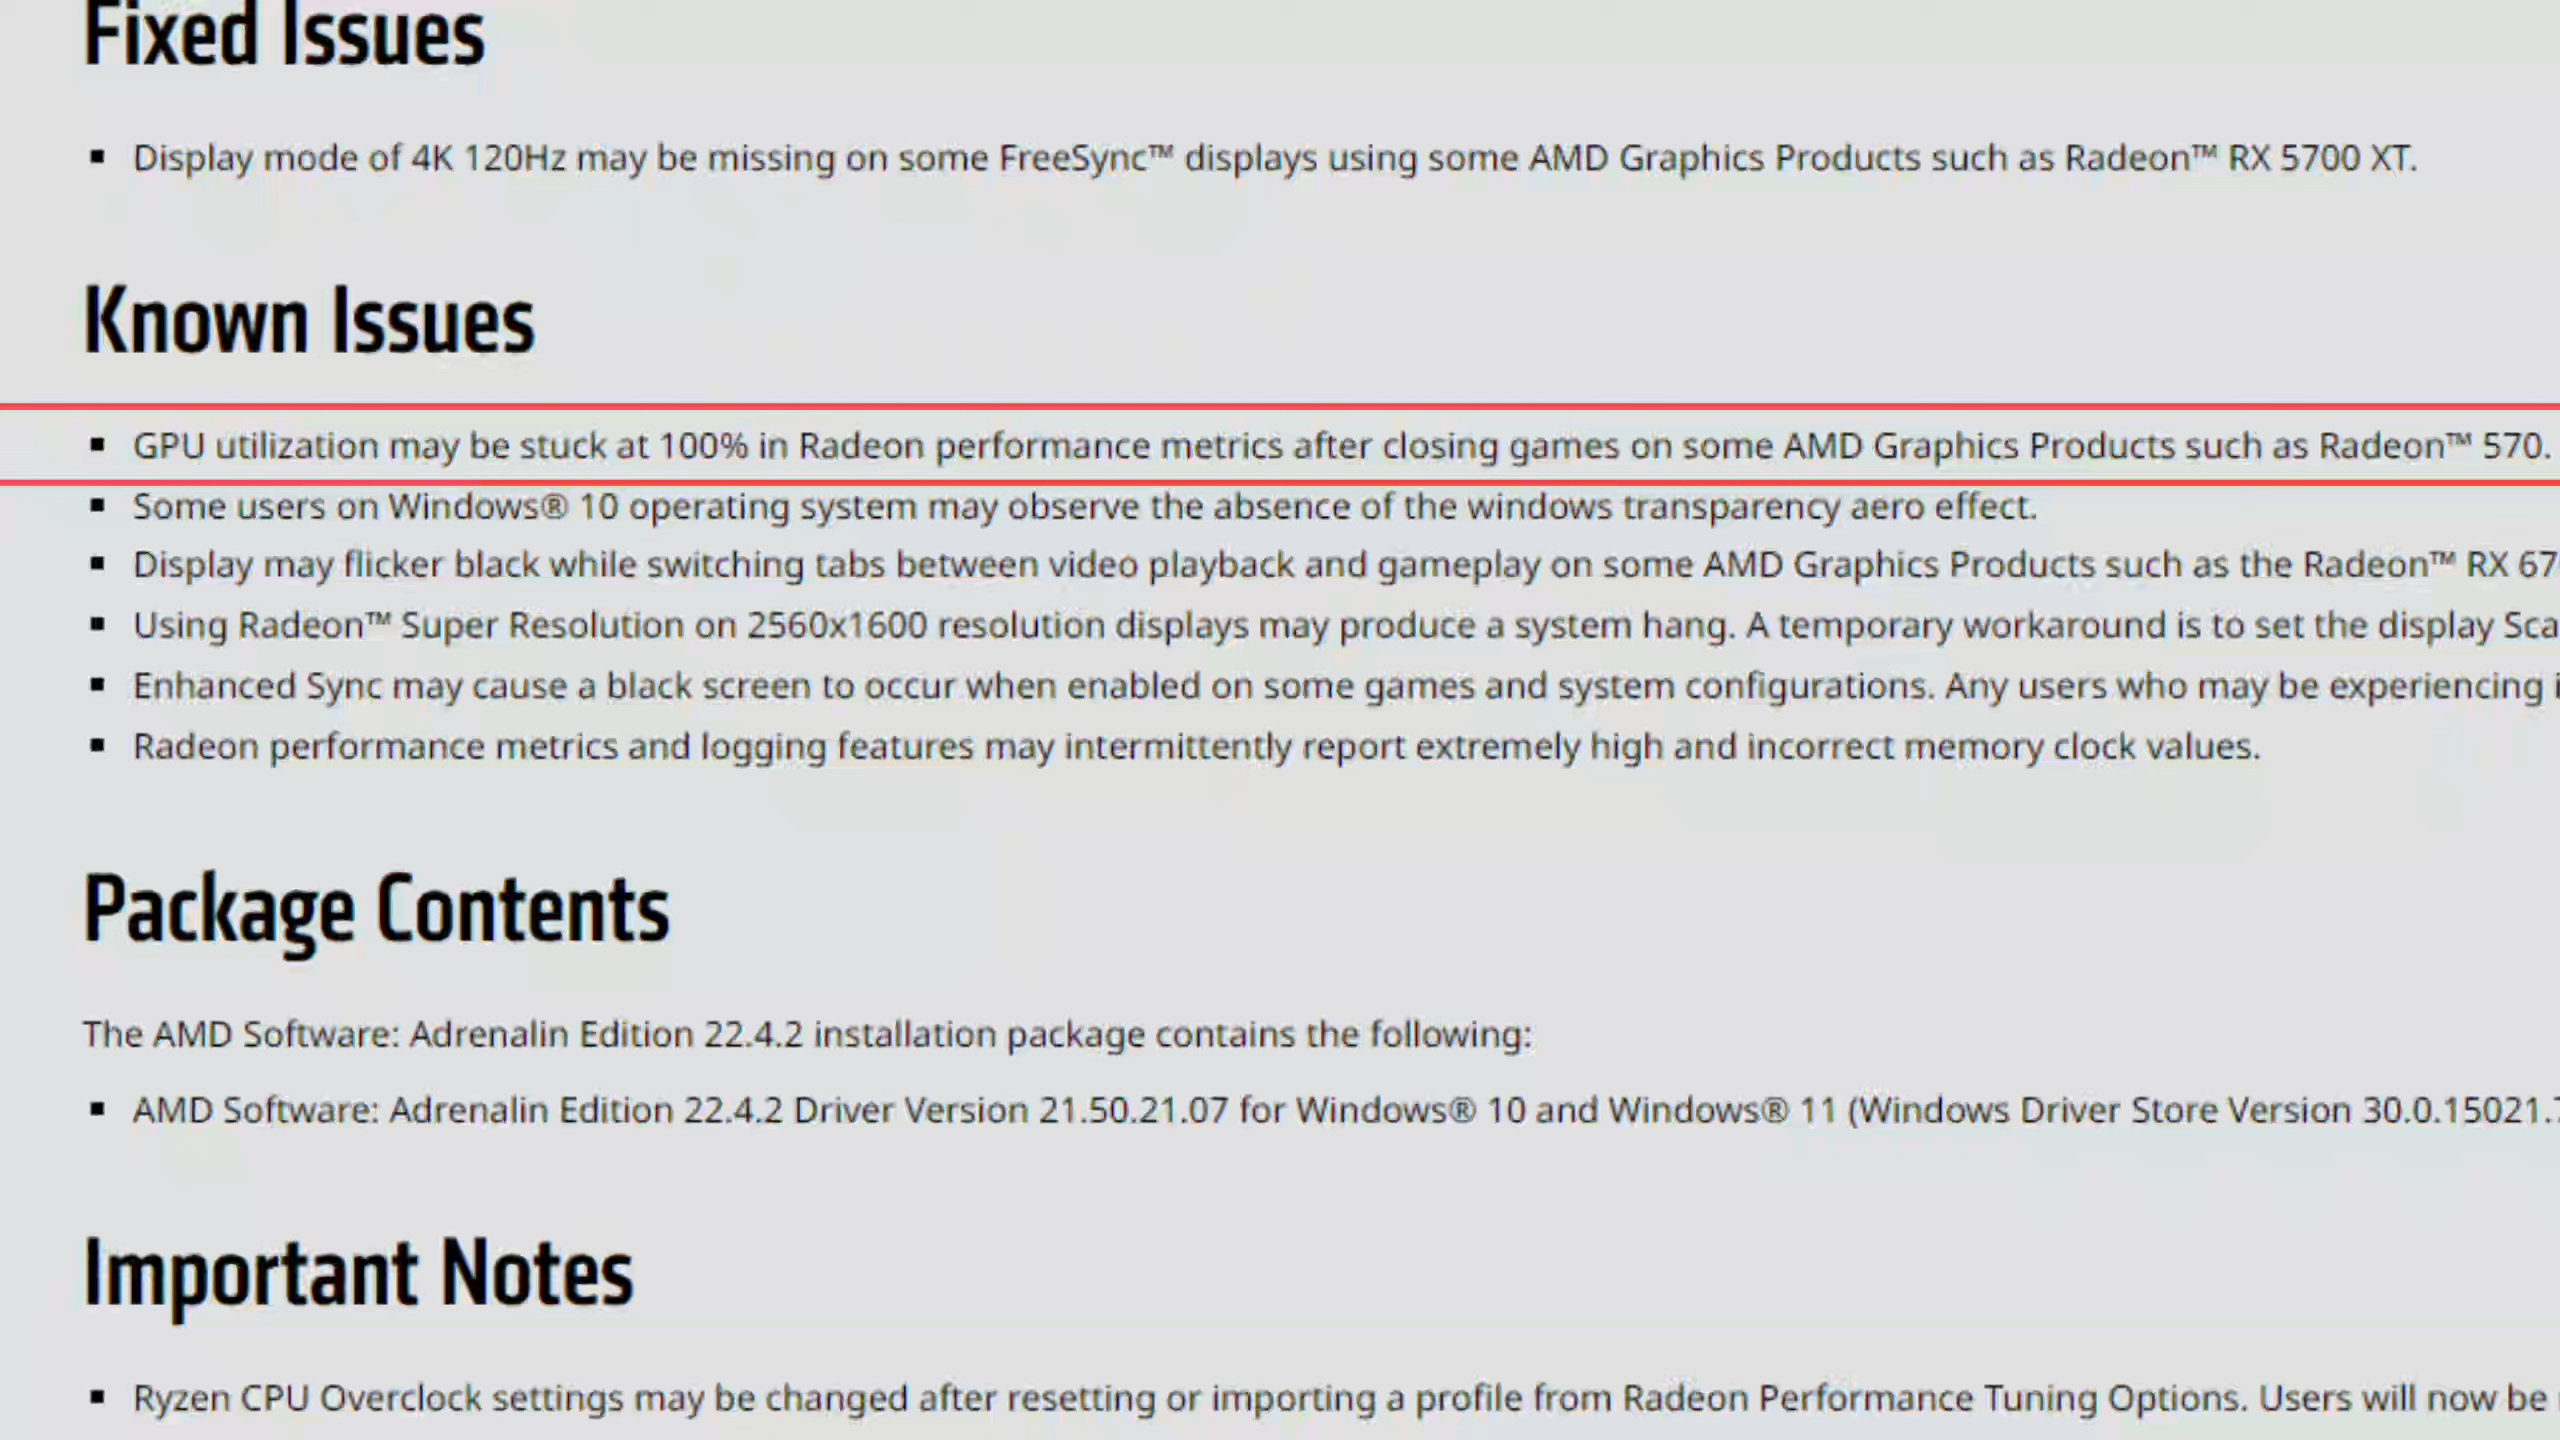 Fixed Issues
▪ Display mode of 4K 120Hz may be missing on some FreeSync™ displays using some AMD Graphics Products such as Radeon™ RX 5700 XT.
Known Issues
▪ GPU utilization may be stuck at 100% in Radeon performance metrics after closing games on some AMD Graphics Products such as Radeon™ 570.
▪ Some users on Windows® 10 operating system may observe the absence of the windows transparency aero effect.
▪ Display may flicker black while switching tabs between video playback and gameplay on some AMD Graphics Products such as the Radeon™ RX 67
▪ Using Radeon™ Super Resolution on 2560x1600 resolution displays may produce a system hang. A temporary workaround is to set the display Sca
▪ Enhanced Sync may cause a black screen to occur when enabled on some games and system configurations. Any users who may be experiencing i
▪ Radeon performance metrics and logging features may intermittently report extremely high and incorrect memory clock values.
Package Contents
The AMD Software: Adrenalin Edition 22.4.2 installation package contains the following:
▪ AMD Software: Adrenalin Edition 22.4.2 Driver Version 21.50.21.07 for Windows® 10 and Windows® 11 (Windows Driver Store Version 30.0.15021.7
Important Notes
▪ Ryzen CPU Overclock settings may be changed after resetting or importing a profile from Radeon Performance Tuning Options. Users will now be